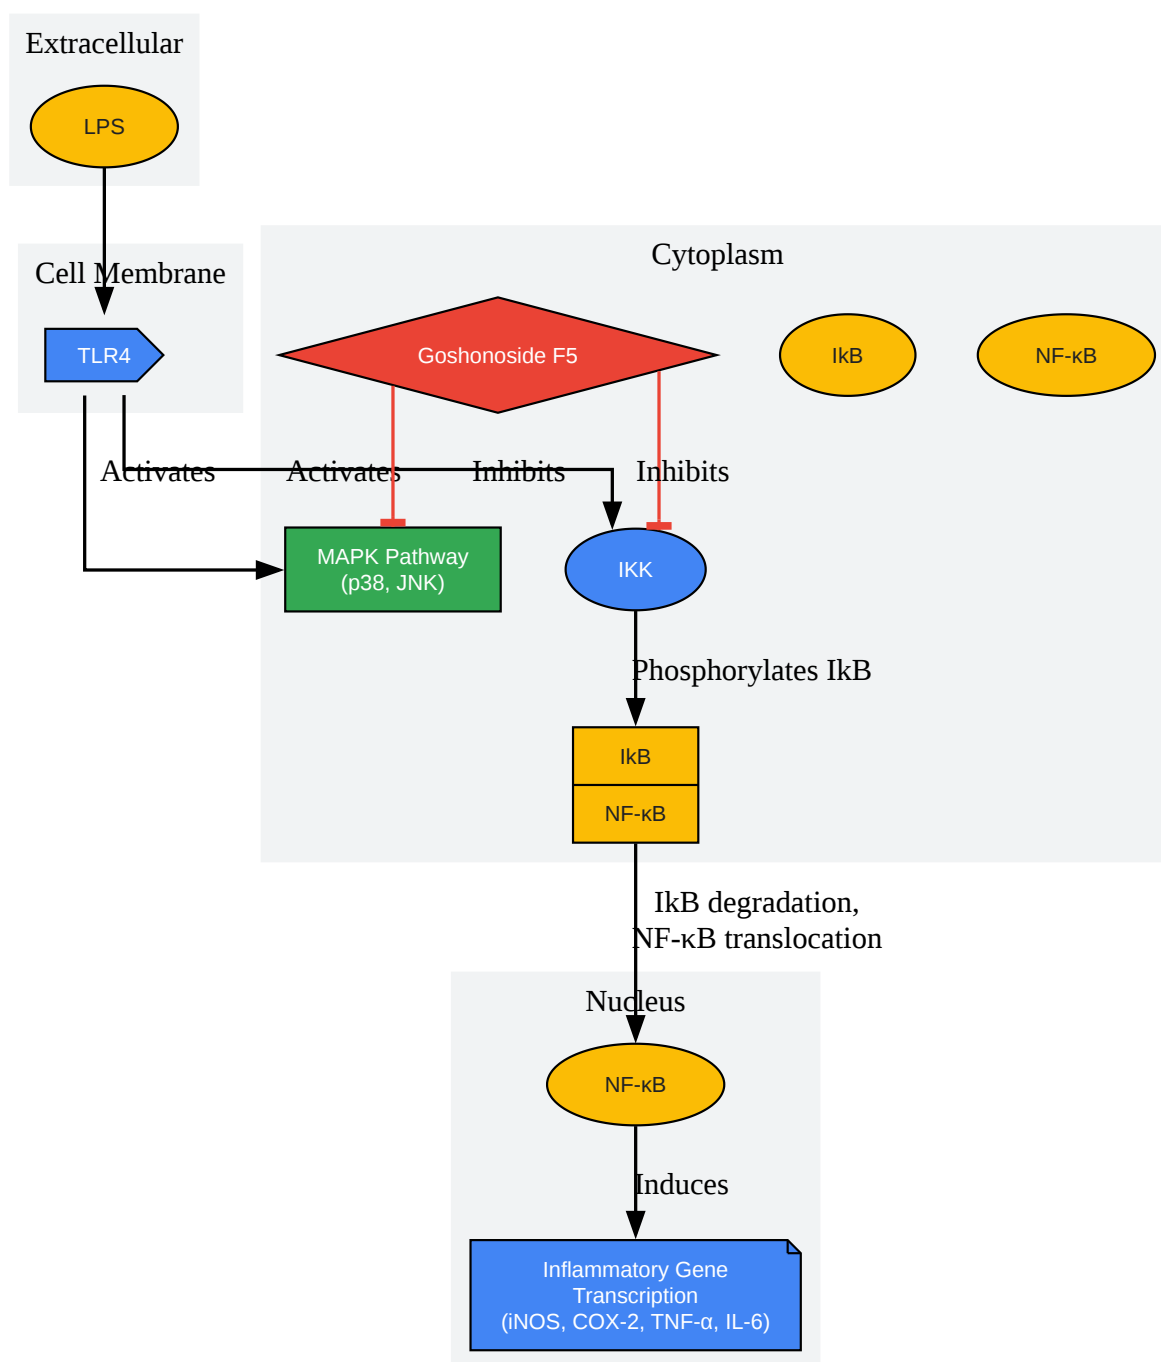 Extracellular
LPS
Cell Membrane
TLR4
Cytoplasm
Goshonoside F5
IkB
NF-κB
Activates
Activates
Inhibits
Inhibits
MAPK Pathway
(p38, JNK)
IKK
Phosphorylates IkB
IkB
NF-κB
IkB degradation,
NF-κB translocation
Nucleus
NF-κB
Induces
Inflammatory Gene
Transcription
(iNOS, COX-2, TNF-α, IL-6)